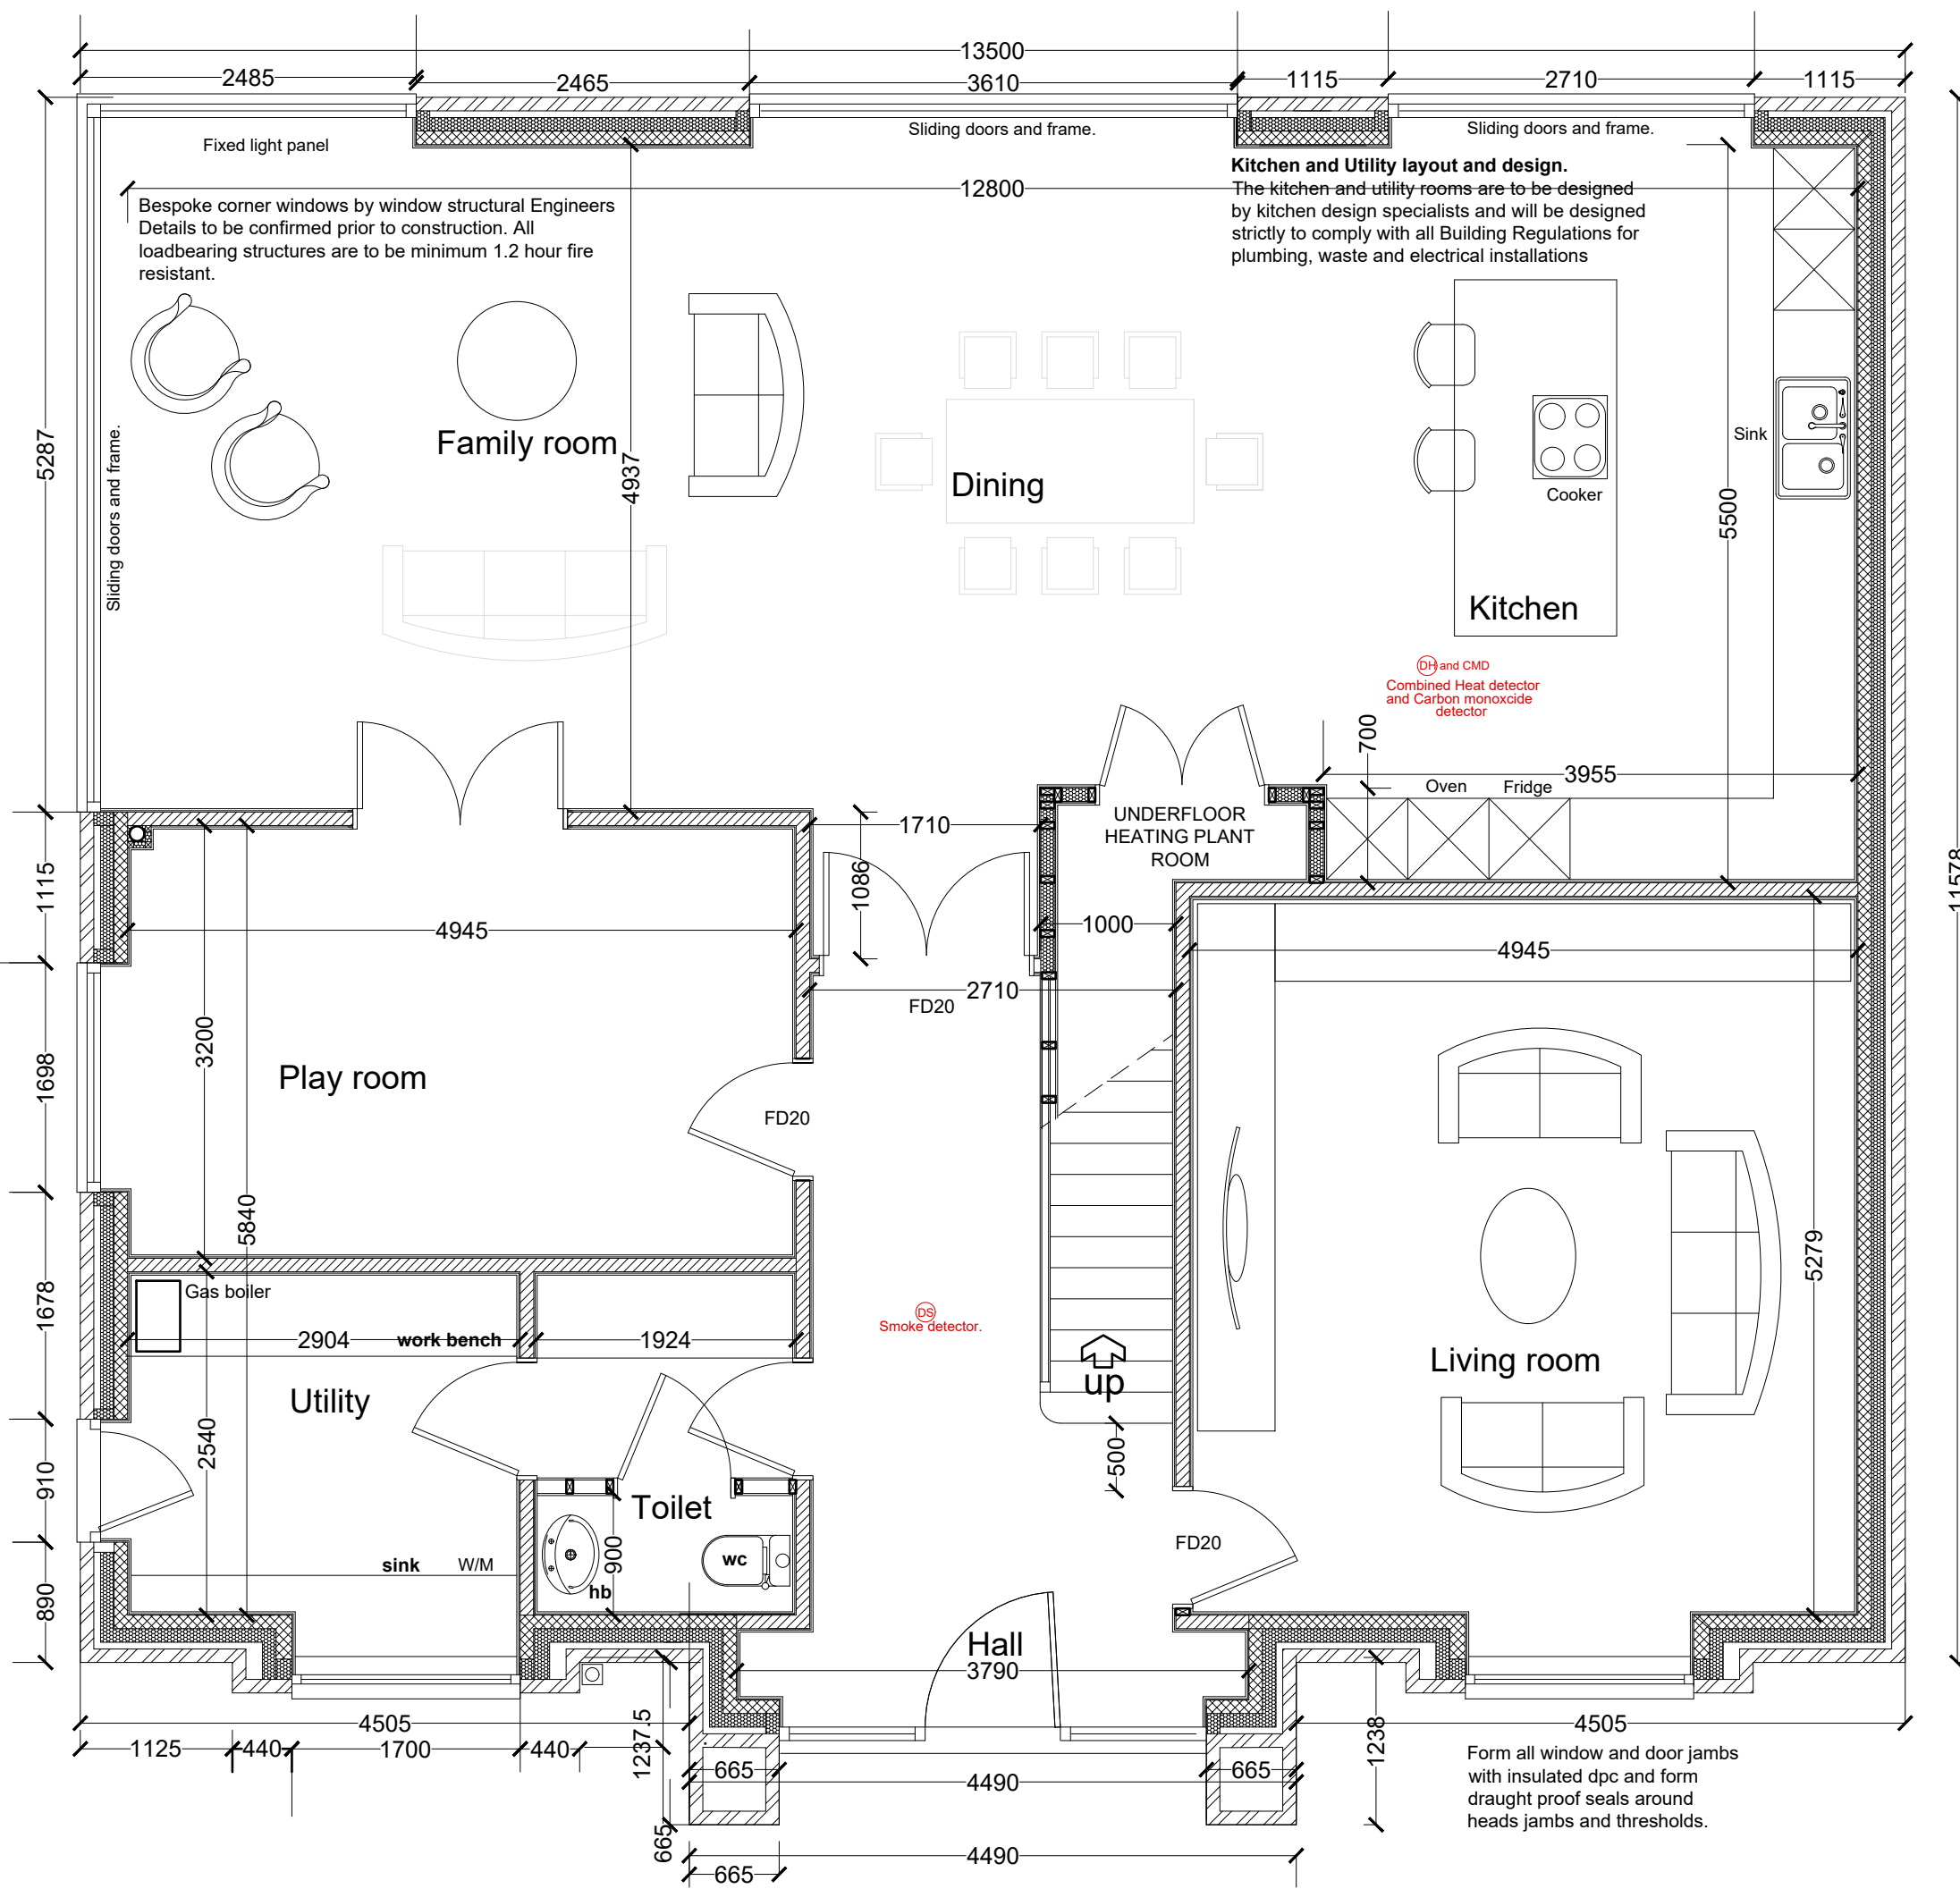 13500
2485
2465
3610
1115
2710
1115
Fixed light panel
Sliding doors and frame.
Sliding doors and frame.
Kitchen and Utility layout and design.
The kitchen and utility rooms are to be designed
by kitchen design specialists and will be designed
strictly to comply with all Building Regulations for
plumbing, waste and electrical installations
12800
Bespoke corner windows by window structural Engineers
Details to be confirmed prior to construction. All
loadbearing structures are to be minimum 1.2 hour fire
resistant.
5287
Sliding doors and frame.
Family room
4937
Dining
Sink
Cooker
5500
Kitchen
DH and CMD
Combined Heat detector
and Carbon monoxcide
detector
700
3955
Oven
Fridge
UNDERFLOOR
HEATING PLANT
ROOM
11578
1710
1086
1115
4945
1000
4945
2710
FD20
3200
1698
Play room
FD20
5840
5279
1678
Gas boiler
DS
Smoke detector.
2904
work bench
1924
up
Living room
Utility
2540
500
910
Toilet
FD20
900
wc
sink
W/M
hb
890
Hall
3790
4505
1237.5
1238
4505
1125
440
1700
440
665
665
4490
Form all window and door jambs
with insulated dpc and form
draught proof seals around
heads jambs and thresholds.
665
4490
665